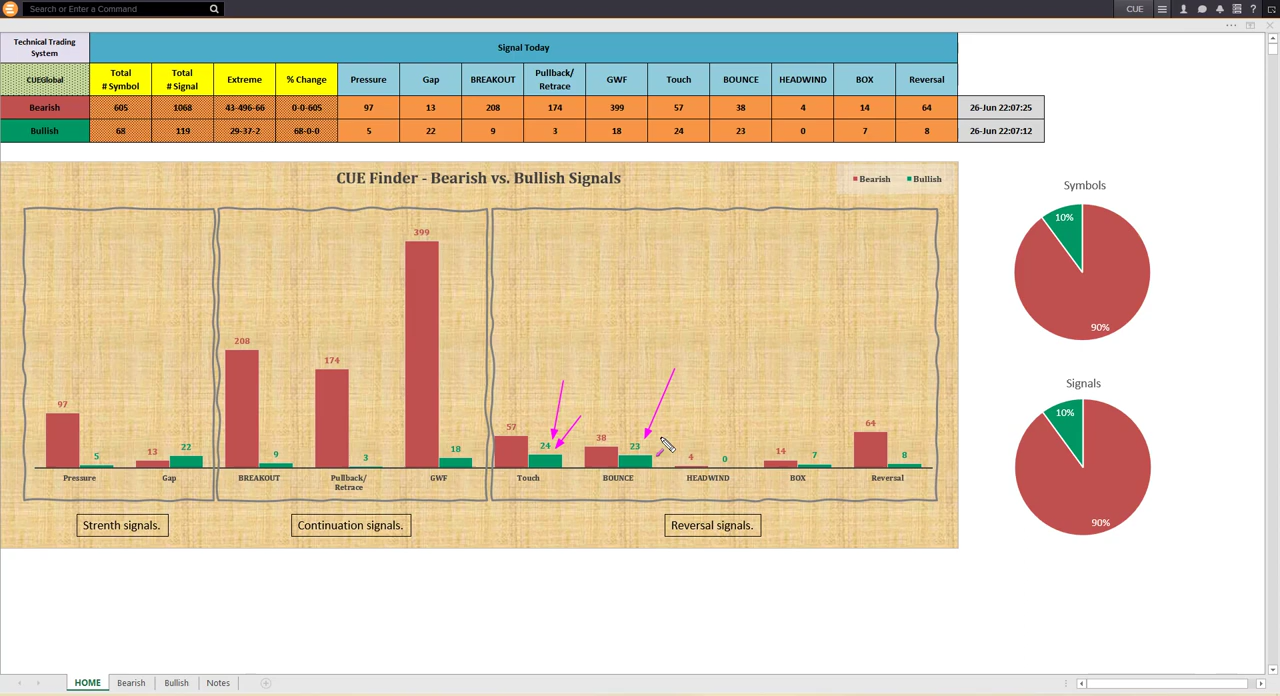 Search or Enter a Command
CUE
Technical Trading
System
Signal Today
CUEGlobal
Total
# Symbol
Total
# Signal
Extreme
% Change
Pressure
Gap
BREAKOUT
Pullback/
Retrace
GWF
Touch
BOUNCE
HEADWIND
BOX
Reversal
Bearish 605 1068 43-496-66 0-0-605 97 13 208 174 399 57 38 4 14 64 26-Jun 22:07:25
Bullish 68 119 29-37-2 68-0-0 5 22 9 3 18 24 23 0 7 8 26-Jun 22:07:12
CUE Finder - Bearish vs. Bullish Signals
Bearish Bullish
97 5 13 22 208 9 174 3 399 18 57 24 38 23 4 0 14 7 64 8
Pressure
Gap
BREAKOUT
Pullback/
Retrace
GWF
Touch
BOUNCE
HEADWIND
BOX
Reversal
Strenth signals.
Continuation signals.
Reversal signals.
Symbols
10%
90%
Signals
10%
90%
HOME Bearish Bullish Notes